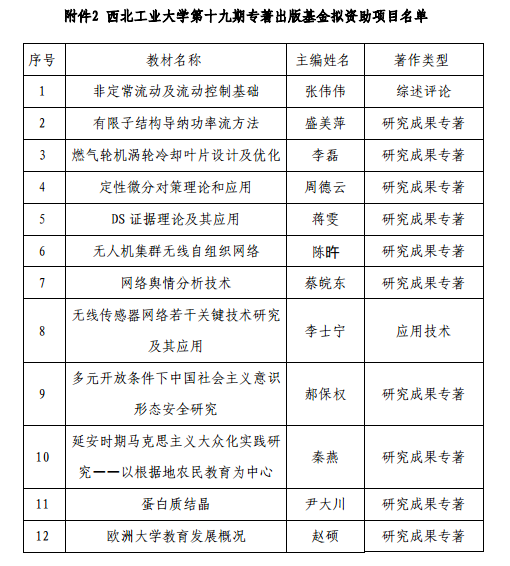 附件2 西北工业大学第十九期专著出版基金拟资助项目名单
序号 教材名称 主编姓名 著作类型
1 非定常流动及流动控制基础 张伟伟 综述评论
2 有限子结构导纳功率流方法 盛美萍 研究成果专著
3 燃气轮机涡轮冷却叶片设计及优化 李磊 研究成果专著
4 定性微分对策理论和应用 周德云 研究成果专著
5 DS 证据理论及其应用 蒋雯 研究成果专著
6 无人机集群无线自组织网络 陈旿 研究成果专著
7 网络舆情分析技术 蔡皖东 研究成果专著
8 无线传感器网络若干关键技术研究
及其应用 李士宁 应用技术
9 多元开放条件下中国社会主义意识
形态安全研究 郝保权 研究成果专著
10 延安时期马克思主义大众化实践研
究——以根据地农民教育为中心 秦燕 研究成果专著
11 蛋白质结晶 尹大川 研究成果专著
12 欧洲大学教育发展概况 赵硕 研究成果专著